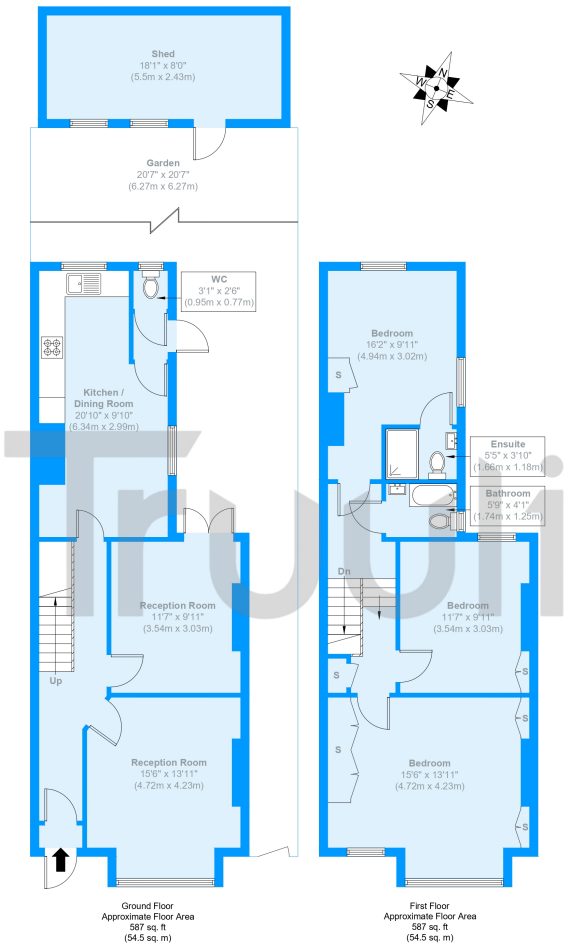 Shed
18'1" x 8'0"
(5.5m x 2.43m)
N
W
E
S
Garden
20'7" x 20'7"
(6.27m x 6.27m)
WC
3'1" x 2'6"
(0.95m x 0.77m)
Kitchen /
Dining Room
20'10" x 9'10"
(6.34m x 2.99m)
Bedroom
16'2" x 9'11"
(4.94m x 3.02m)
S
Ensuite
5'5" x 3'10"
(1.66m x 1.18m)
Bathroom
5'9" x 4'1"
(1.74m x 1.25m)
Truuli
Reception Room
11'7" x 9'11"
(3.54m x 3.03m)
Up
Dn
Bedroom
11'7" x 9'11"
(3.54m x 3.03m)
S
S
S
S
S
Reception Room
15'6" x 13'11"
(4.72m x 4.23m)
Bedroom
15'6" x 13'11"
(4.72m x 4.23m)
Ground Floor
Approximate Floor Area
587 sq. ft
(54.5 sq. m)
First Floor
Approximate Floor Area
587 sq. ft
(54.5 sq. m)